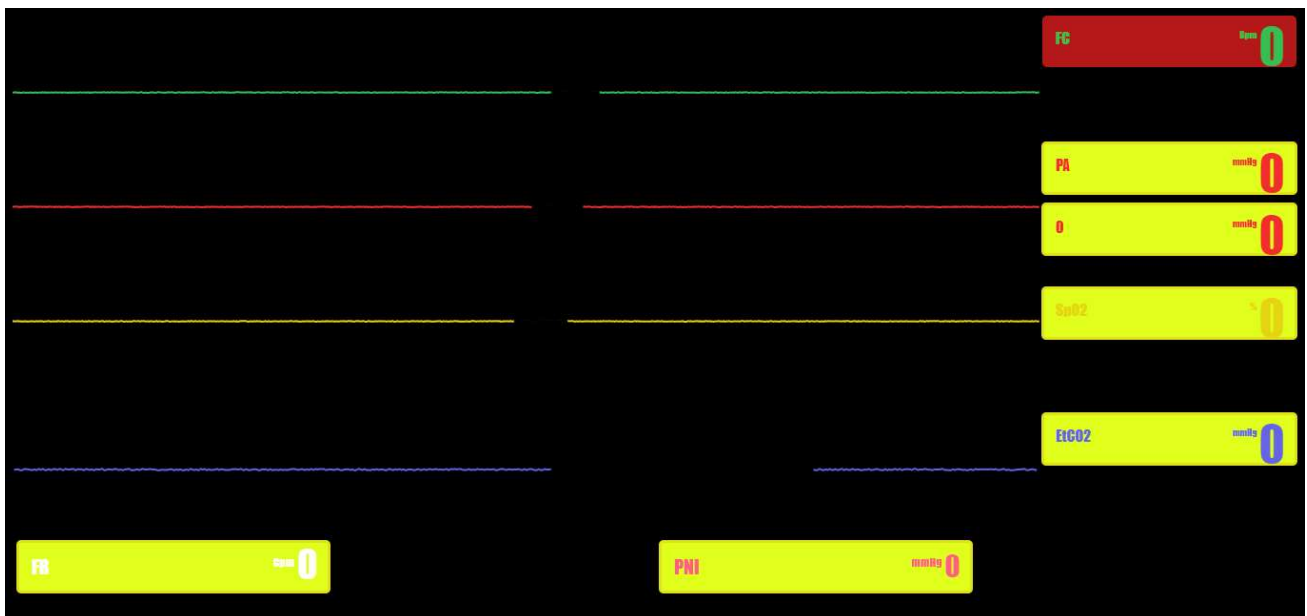 FC Bpm 0
PA mmHg 0
0 mmHg 0
SpO2 % 0
EtCO2 mmHg 0
FR Cpm 0
PNI mmHg 0